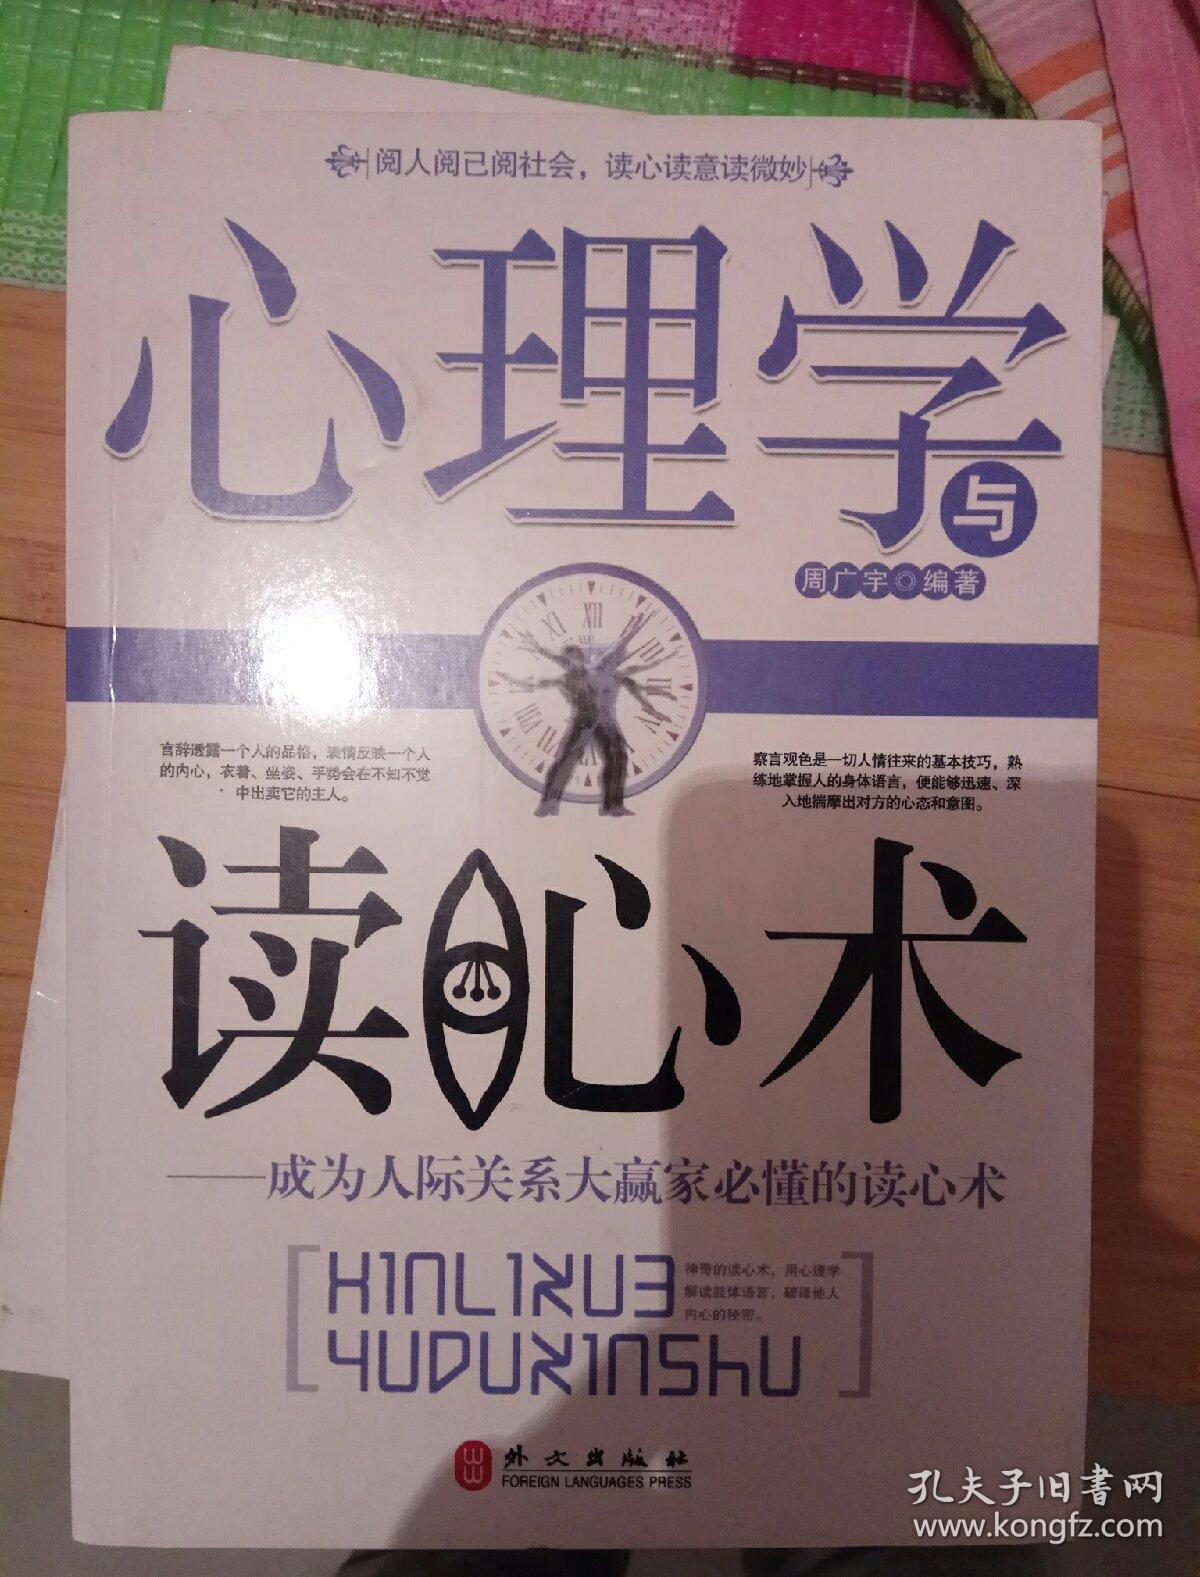 阅人阅已阅社会，读心读意读微妙
心理学
与
周广宇◎编著
XII
XI
言辞透露一个人的品格，表情反映一个人
的内心，衣着、坐姿、手势会在不知不觉
中出卖它的主人。
察言观色是一切人情往来的基本技巧，熟
练地掌握人的身体语言，便能够迅速、深
入地揣摩出对方的心态和意图。
读心术
——成为人际关系大赢家必懂的读心术
XINLIXUE
YUDUXINSHU
神奇的读心术，用心理学
解读肢体语言，破译他人
内心的秘密。
外文出版社
FOREIGN LANGUAGES PRESS
孔夫子旧书网
www.kongfz.com